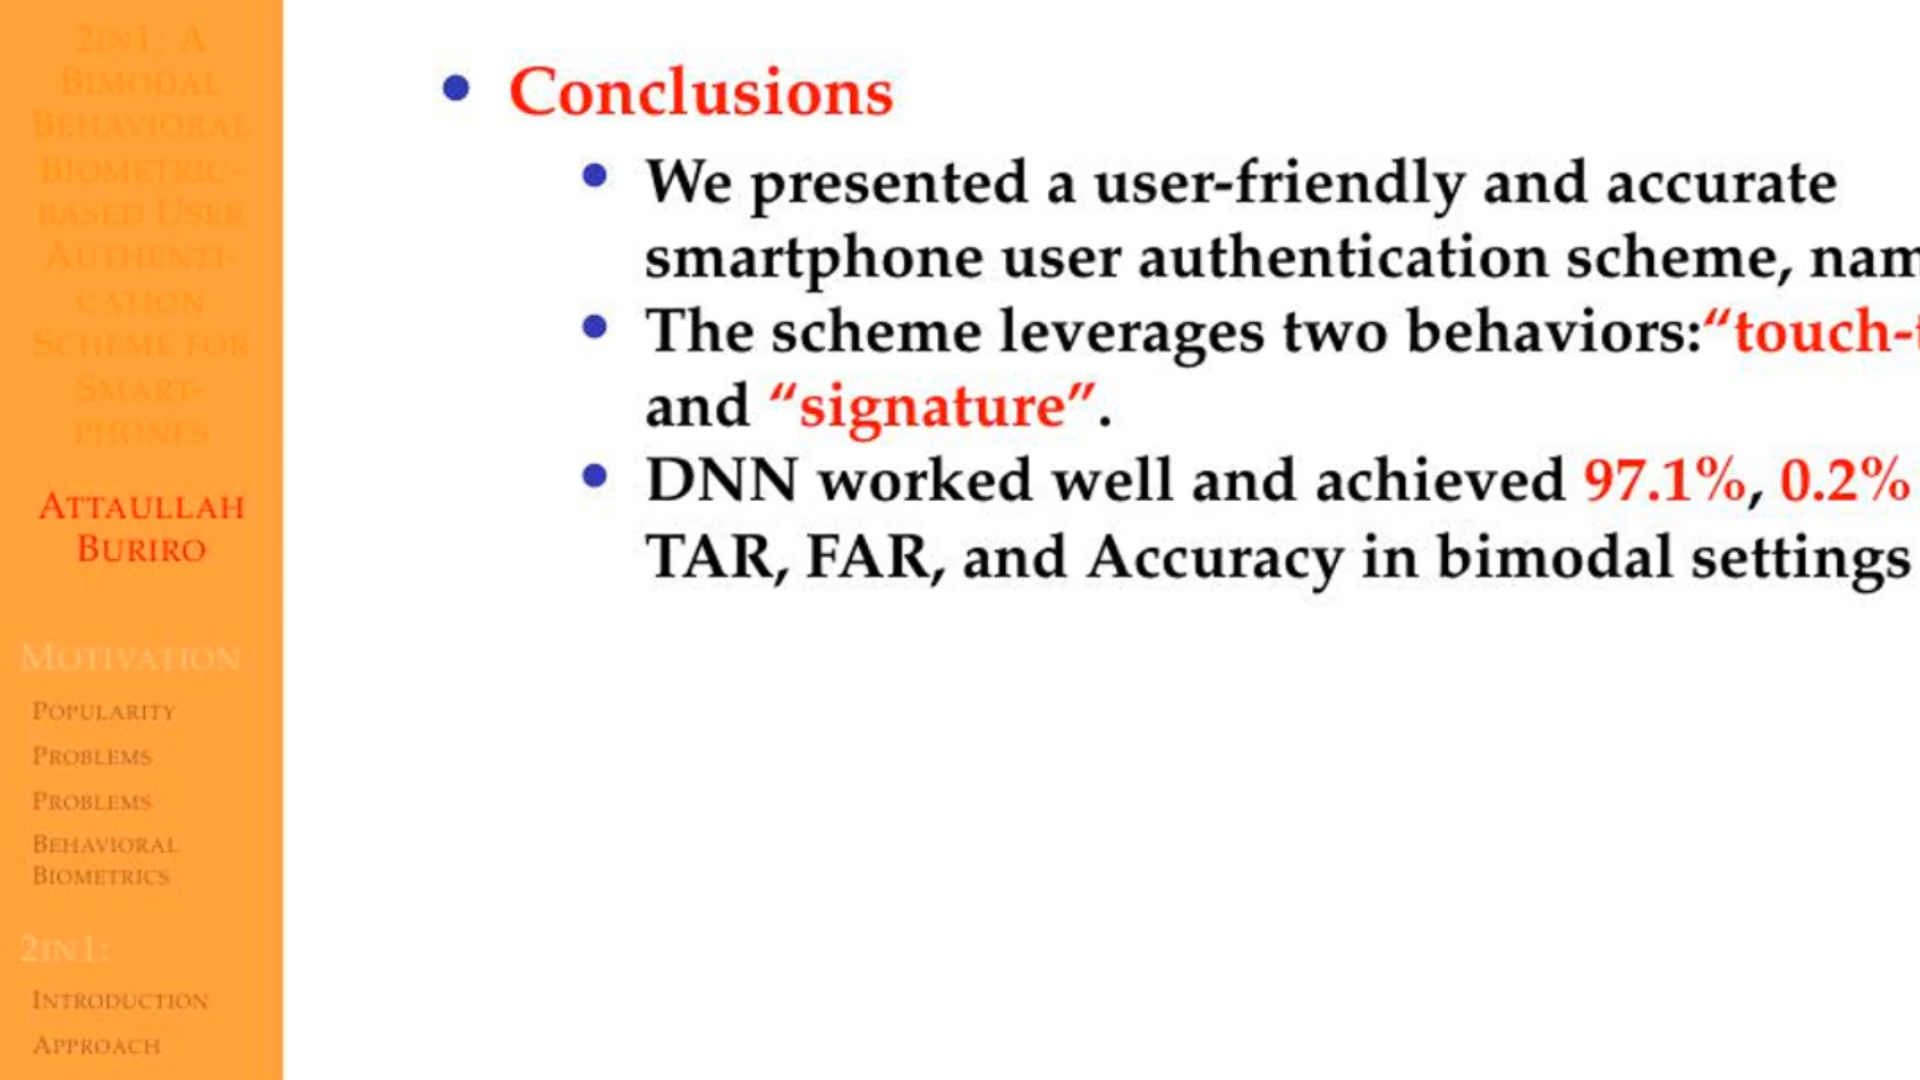 2IN1: A
BIMODAL
BEHAVIORAL
BIOMETRIC-
BASED USER
AUTHENTI-
CATION
SCHEME FOR
SMART-
PHONES
ATTAULLAH
BURIRO
MOTIVATION
POPULARITY
PROBLEMS
PROBLEMS
BEHAVIORAL
BIOMETRICS
2IN1:
INTRODUCTION
APPROACH
• Conclusions
• We presented a user-friendly and accurate
smartphone user authentication scheme,
• The scheme leverages two behaviors:“touch-
and “signature”.
• DNN worked well and achieved 97.1%, 0.2%
TAR, FAR, and Accuracy in bimodal settings